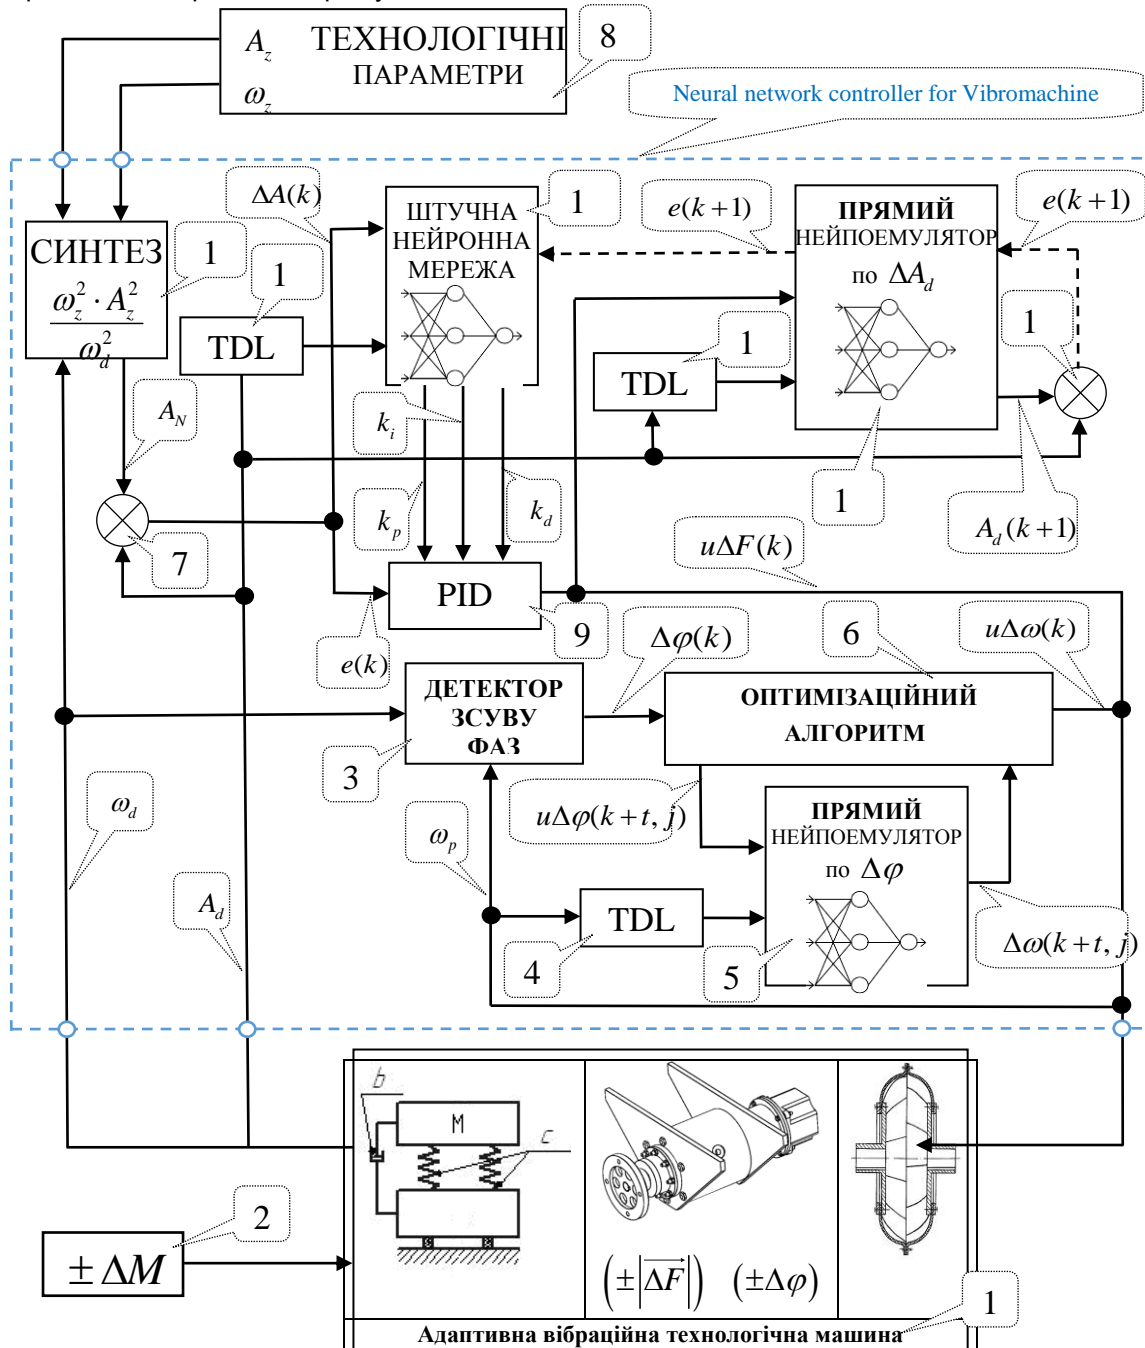 A_z ТЕХНОЛОГІЧНІ
ПАРАМЕТРИ
ω_z
8
Neural network controller for Vibromachine
ΔA(k)
ШТУЧНА
НЕЙРОННА
МЕРЕЖА
1
e(k+1)
ПРЯМИЙ
НЕЙПОЕМУЛЯТОР
по ΔA_d
e(k+1)
СИНТЕЗ
ω_z^2 · A_z^2
ω_d^2
1
1
TDL
1
TDL
1
1
A_N
k_i
k_p
k_d
A_d(k+1)
7
uΔF(k)
PID
9
e(k)
Δφ(k)
6
uΔω(k)
ДЕТЕКТОР
ЗСУВУ
ФАЗ
3
ОПТИМІЗАЦІЙНИЙ
АЛГОРИТМ
ω_d
ω_p
uΔφ(k+t, j)
ПРЯМИЙ
НЕЙПОЕМУЛЯТОР
по Δφ
A_d
TDL
4
5
Δω(k+t, j)
b
M
c
2
± ΔM
(±|ΔF|) (±Δφ)
1
Адаптивна вібраційна технологічна машина